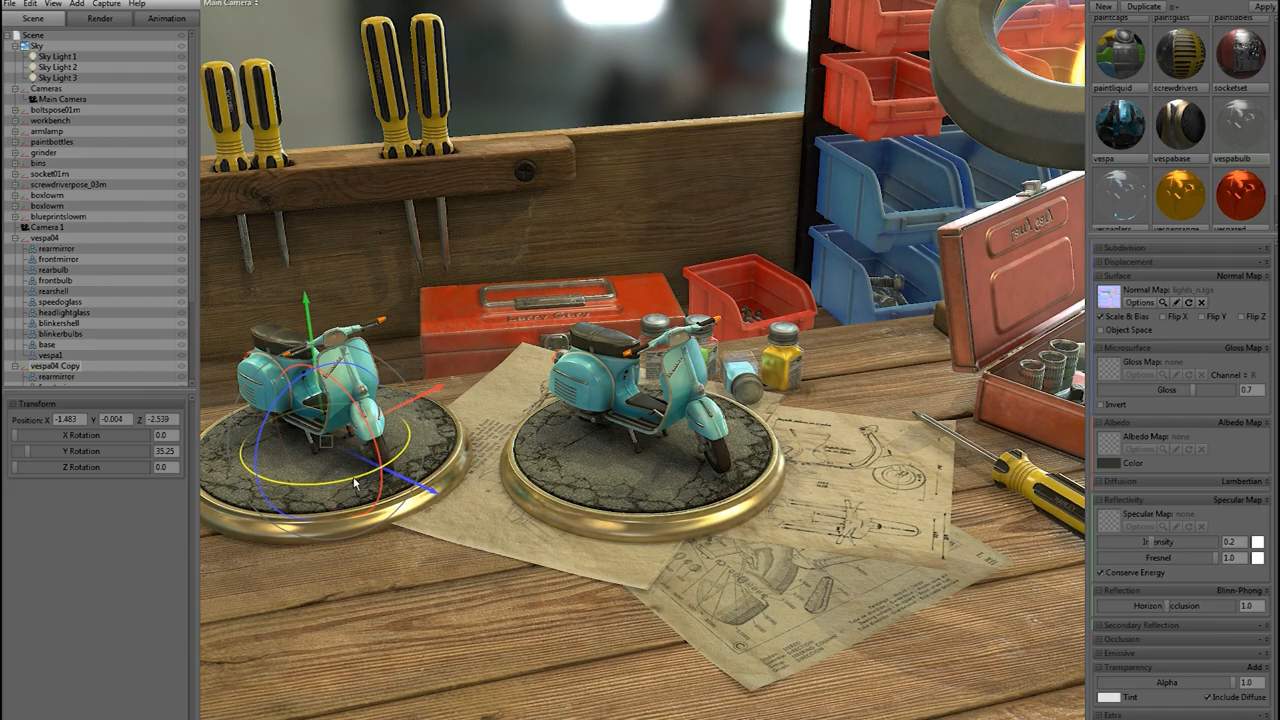 File Edit View Add Capture Help
Scene Render Animation
Scene
Sky
Sky Light 1
Sky Light 2
Sky Light 3
Cameras
Main Camera
boltspose01m
workbench
armlamp
paintbottles
grinder
bins
socket01m
screwdriverpose_03m
boxlowm
boxlowm
blueprintslowm
Camera 1
vespa04
rearmirror
frontmirror
rearbulb
frontbulb
rearshell
speedoglass
headlightglass
blinkershell
blinkerbulbs
base
vespa1
vespa04 Copy
rearmirror
Transform
Position: X -1.483 Y -0.004 Z -2.539
X Rotation 0.0
Y Rotation 35.25
Z Rotation 0.0
Main Camera
New Duplicate Apply
paintcaps paintglass paintlabels
paintliquid screwdrivers socketset
vespa vespabase vespabulb
vespaglass vespaorange vespared
Subdivision
Displacement
Surface Normal Map
Normal Map: lights_n.tga
Options
Scale & Bias Flip X Flip Y Flip Z
Object Space
Microsurface Gloss Map
Gloss Map: none
Options Channel R
Gloss 0.7
Invert
Albedo Albedo Map
Albedo Map: none
Options
Color
Diffusion Lambertian
Reflectivity Specular Map
Specular Map: none
Options
Intensity 0.2
Fresnel 1.0
Conserve Energy
Reflection Blinn-Phong
Horizon Occlusion 1.0
Secondary Reflection
Occlusion
Emissive
Transparency Add
Alpha 1.0
Tint Include Diffuse
Extra